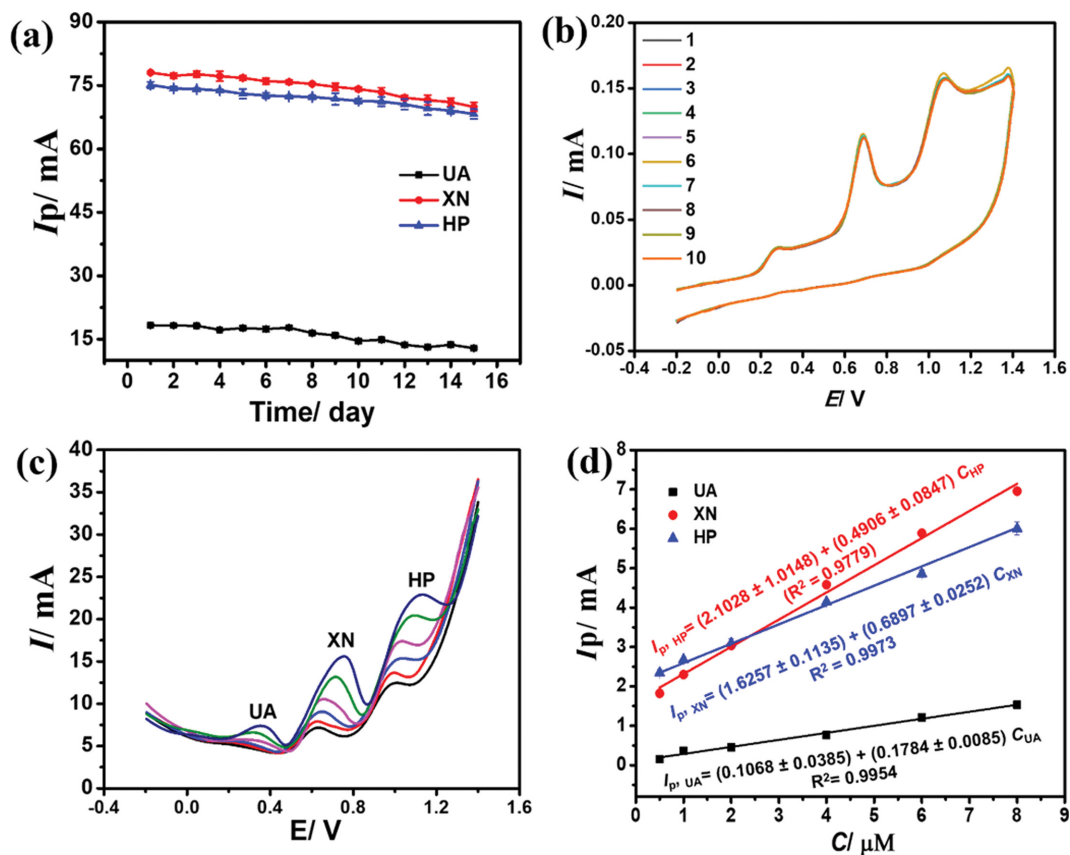 (a)
90
75
60
45
30
15
Ip/ mA
UA
XN
HP
0 2 4 6 8 10 12 14 16
Time/ day
(b)
0.20
0.15
0.10
0.05
0.00
-0.05
I/ mA
1
2
3
4
5
6
7
8
9
10
-0.4 -0.2 0.0 0.2 0.4 0.6 0.8 1.0 1.2 1.4 1.6
E/ V
(c)
40
35
30
25
20
15
10
5
0
I/ mA
UA
XN
HP
-0.4 0.0 0.4 0.8 1.2 1.6
E/ V
(d)
8
7
6
5
4
3
2
1
0
Ip/ mA
UA
XN
HP
Ip, HP= (2.1028 ± 1.0148) + (0.4906 ± 0.0847) CHP
(R² = 0.9779)
Ip, XN= (1.6257 ± 0.1135) + (0.6897 ± 0.0252) CXN
R² = 0.9973
Ip, UA= (0.1068 ± 0.0385) + (0.1784 ± 0.0085) CUA
R²= 0.9954
0 1 2 3 4 5 6 7 8 9
C/ μM